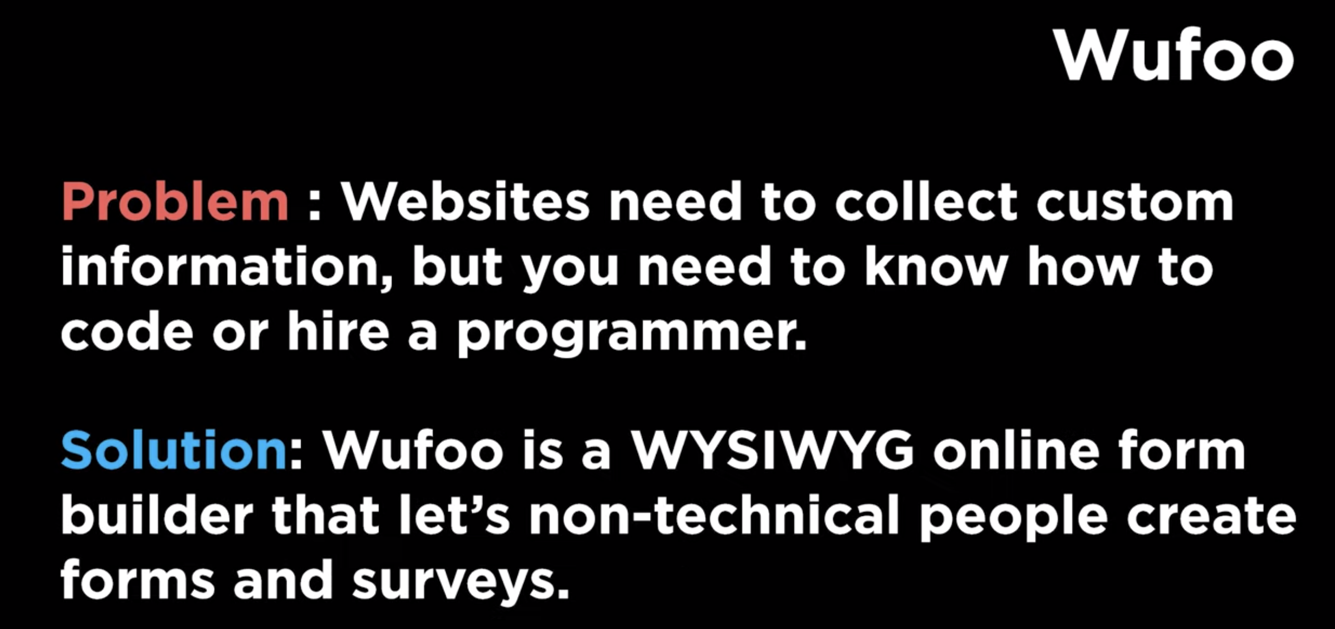 Wufoo
Problem : Websites need to collect custom
information, but you need to know how to
code or hire a programmer.
Solution: Wufoo is a WYSIWYG online form
builder that let’s non-technical people create
forms and surveys.